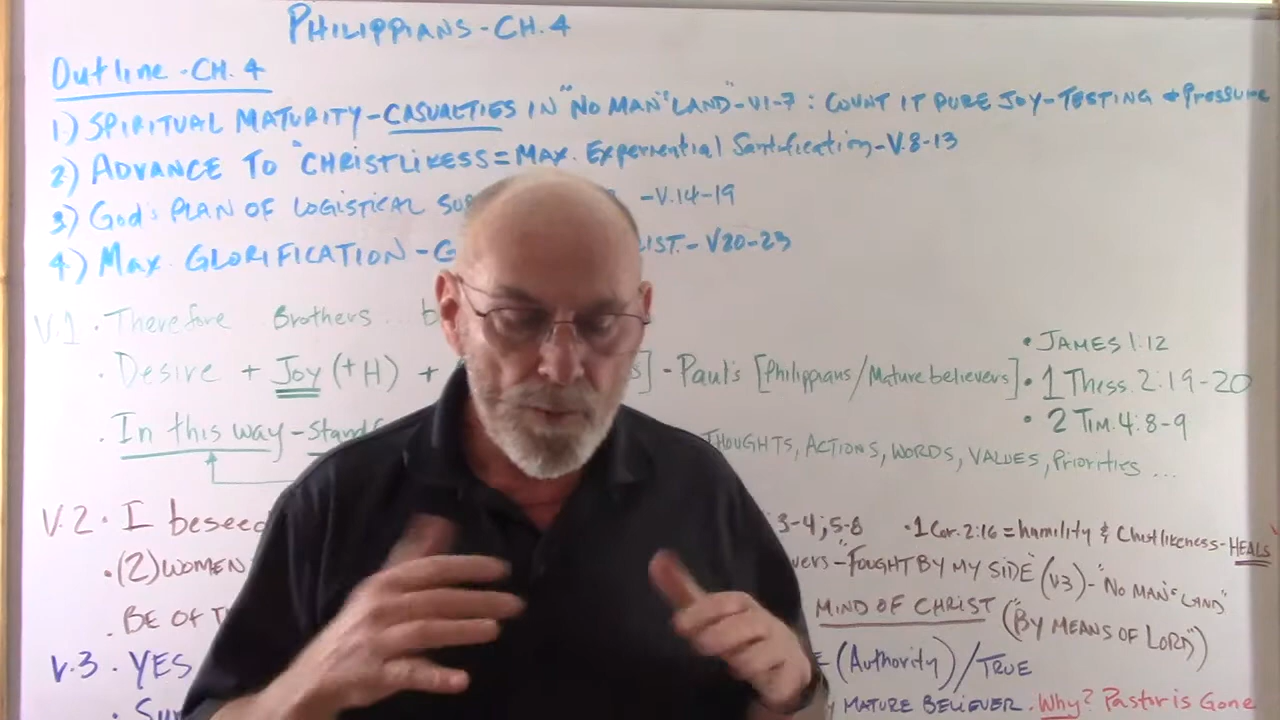 PHILIPPIANS - CH. 4
Outline - CH. 4
1.) SPIRITUAL MATURITY - CASUALTIES IN "NO MAN'S LAND" - V1-7 : COUNT IT PURE JOY - TESTING + Pressure
2) ADVANCE TO "CHRISTLIKESS = MAX. Experiential Santification - V.8-13
3) God's PLAN OF LOGISTICAL - V.14-19
4.) MAX. GLORIFICATION - V20-23
V.1 • Therefore Brothers ...
• Desire + Joy (+H) + ] - Paul's [Philippians/Mature believers]
• In this way - Stand
THOUGHTS, ACTIONS, WORDS, VALUES, Priorities ...
• JAMES 1:12
• 1 Thess. 2:19-20
• 2 TIM. 4:8-9
V.2 • I 3-4; 5-8 • 1 Cor. 2:16 = humility & Chistlikeness - HEALS
• (2) WOMEN - FOUGHT BY MY SIDE (v3) - "NO MAN'S LAND"
• BE OF MIND OF CHRIST ("BY MEANS OF LORD")
V.3 • YES (Authority) / TRUE
MATURE BELIEVER. Why? Pastor is Gone